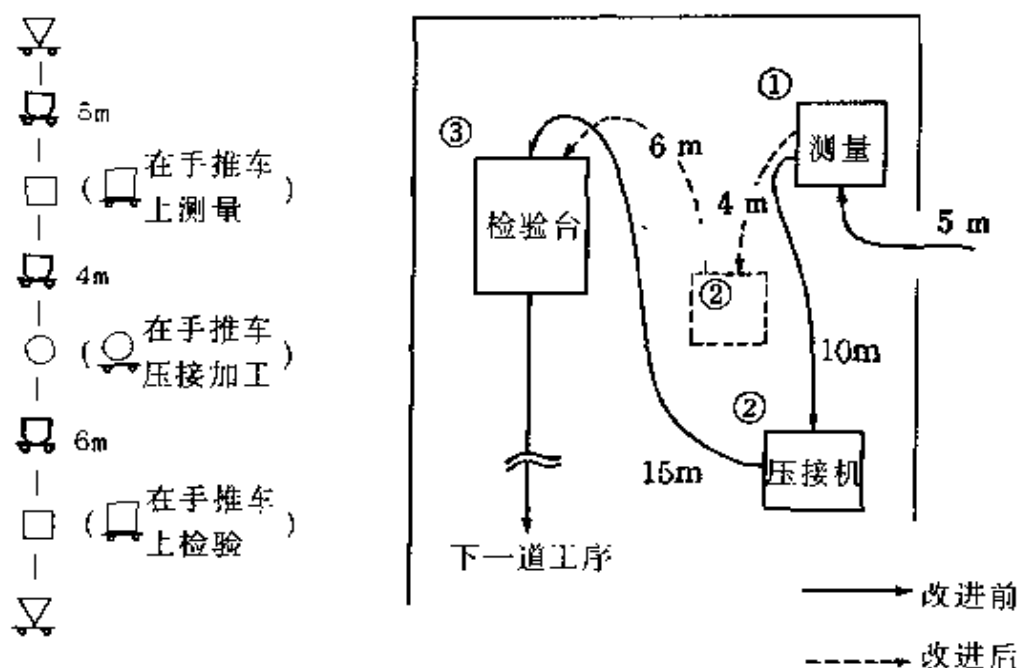 5m
(在手推车
上测量)
4m
(在手推车
压接加工)
6m
(在手推车
上检验)
①
测量
③
6 m
检验台
4 m
5 m
②
10m
②
压接机
15m
下一道工序
改进前
改进后